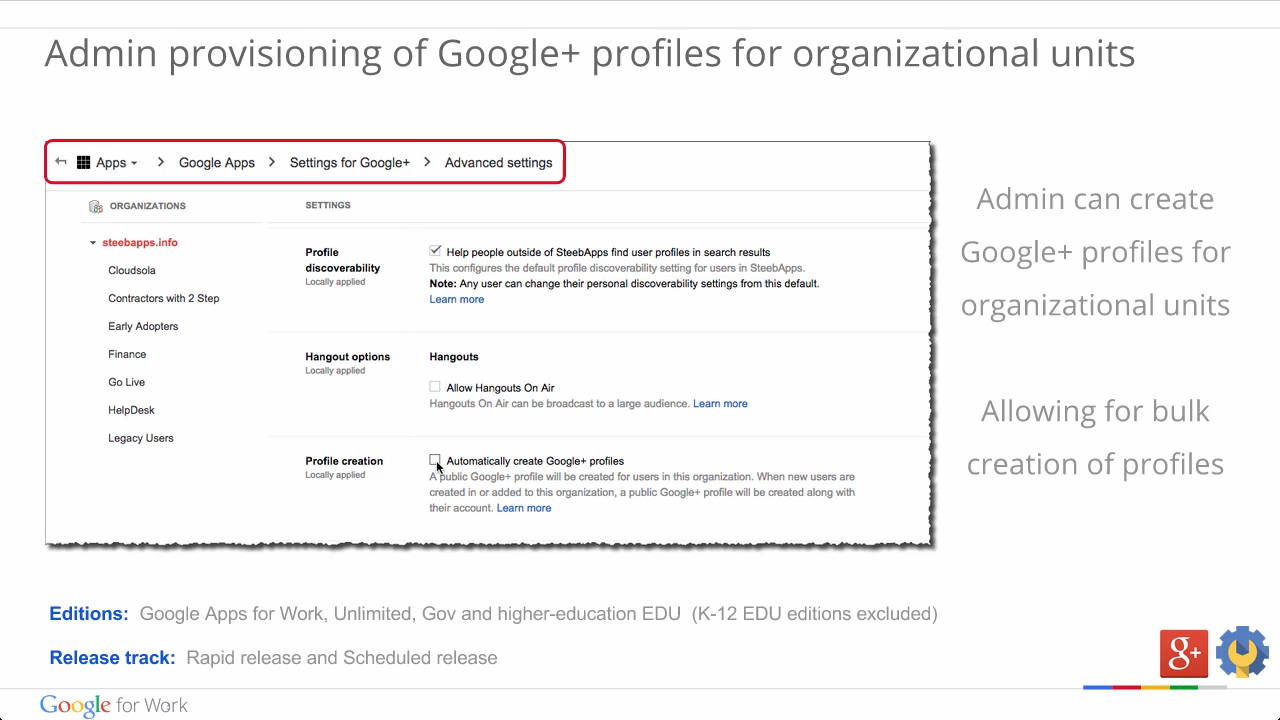 Admin provisioning of Google+ profiles for organizational units
Apps > Google Apps > Settings for Google+ > Advanced settings
ORGANIZATIONS
steebapps.info
Cloudsola
Contractors with 2 Step
Early Adopters
Finance
Go Live
HelpDesk
Legacy Users
SETTINGS
Profile
discoverability
Locally applied
Help people outside of SteebApps find user profiles in search results
This configures the default profile discoverability setting for users in SteebApps.
Note: Any user can change their personal discoverability settings from this default.
Learn more
Hangout options
Locally applied
Hangouts
Allow Hangouts On Air
Hangouts On Air can be broadcast to a large audience. Learn more
Profile creation
Locally applied
Automatically create Google+ profiles
A public Google+ profile will be created for users in this organization. When new users are
created in or added to this organization, a public Google+ profile will be created along with
their account. Learn more
Admin can create
Google+ profiles for
organizational units
Allowing for bulk
creation of profiles
Editions: Google Apps for Work, Unlimited, Gov and higher-education EDU (K-12 EDU editions excluded)
Release track: Rapid release and Scheduled release
g+
Google for Work